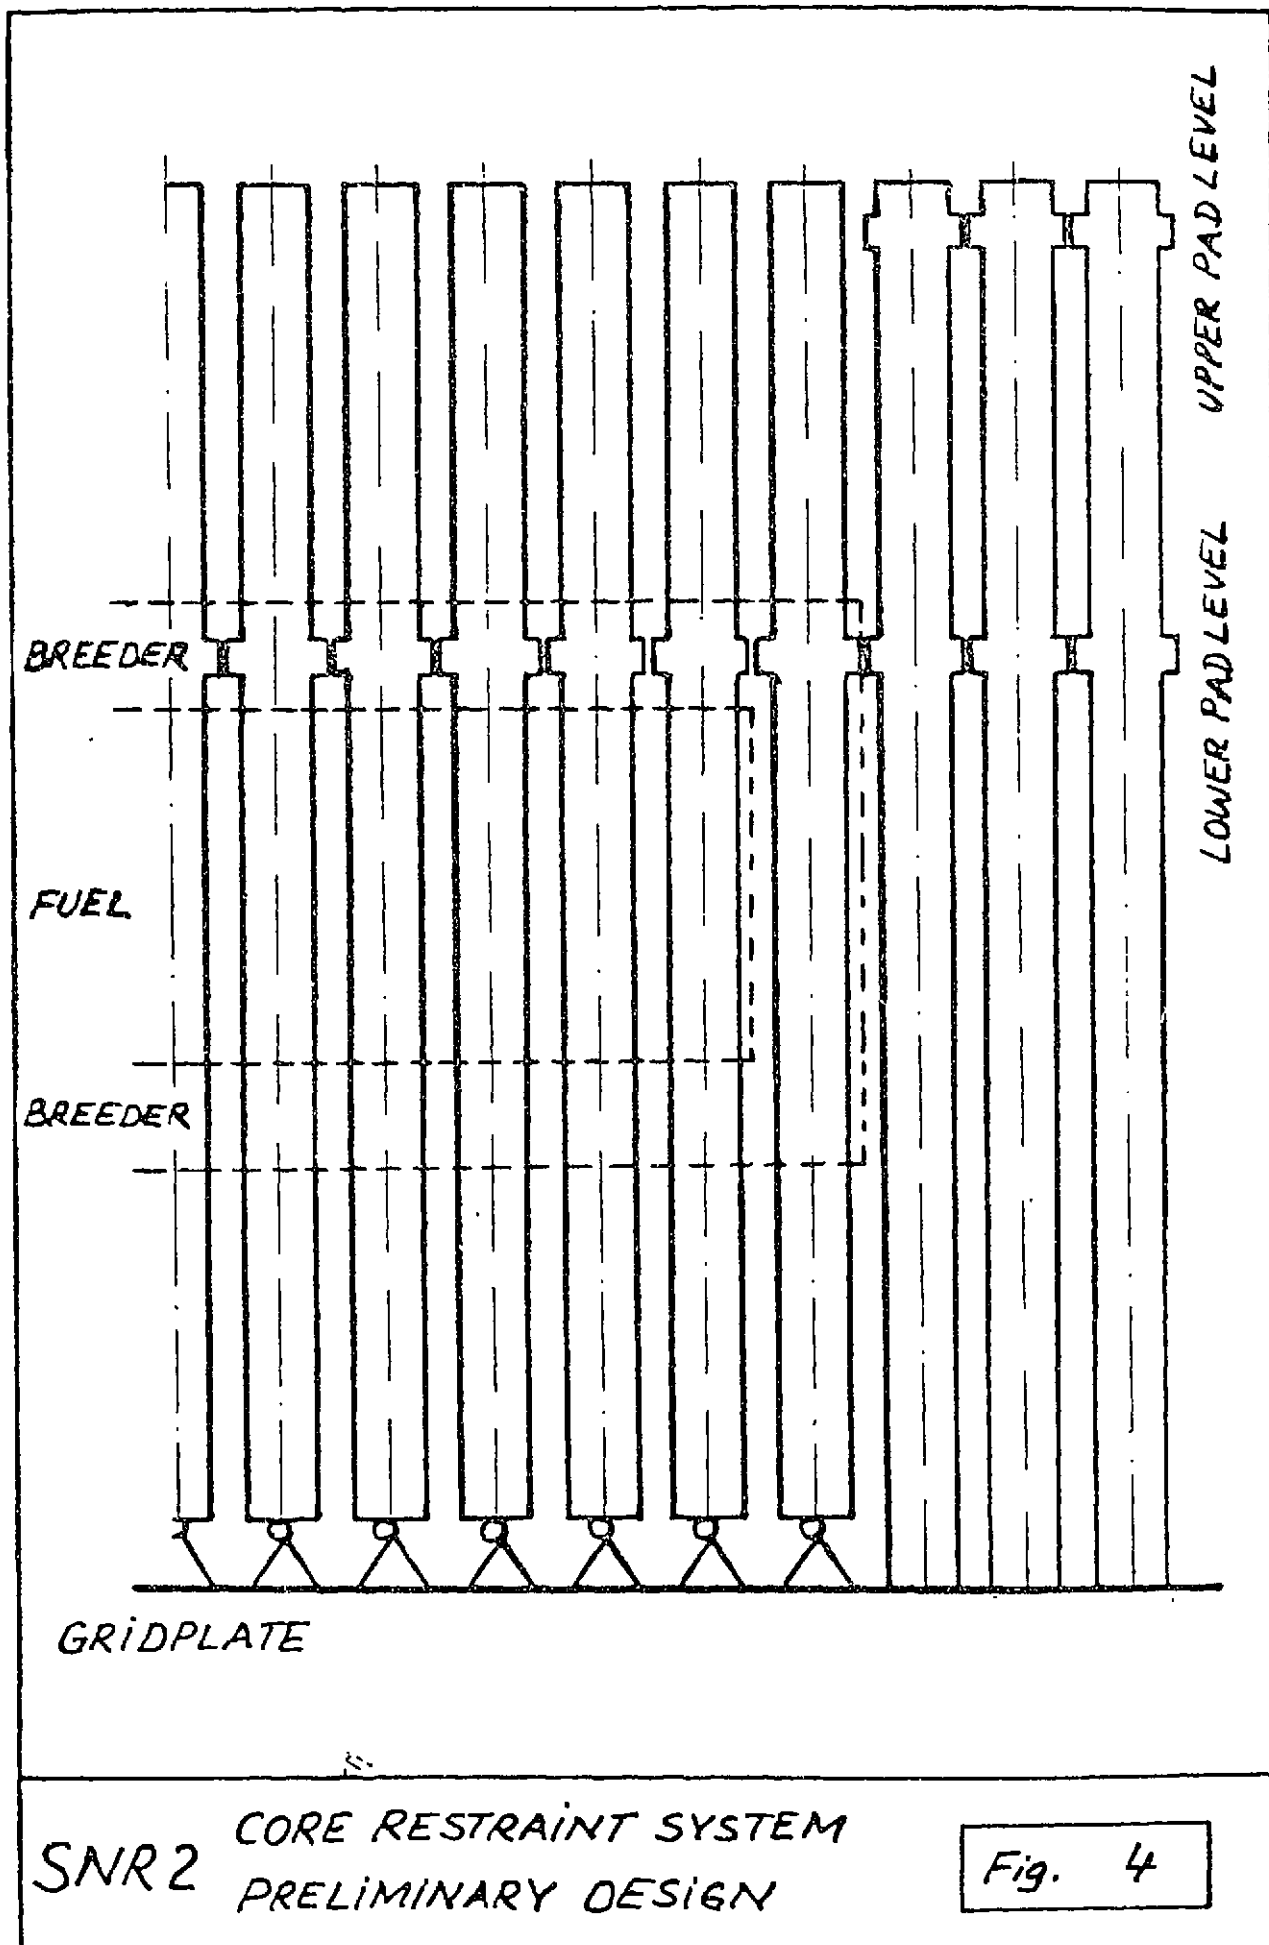 UPPER PAD LEVEL
LOWER PAD LEVEL
BREEDER
FUEL
BREEDER
GRiDPLATE
SNR2
CORE RESTRAiNT SYSTEM
PRELiMiNARY DESiGN
Fig. 4